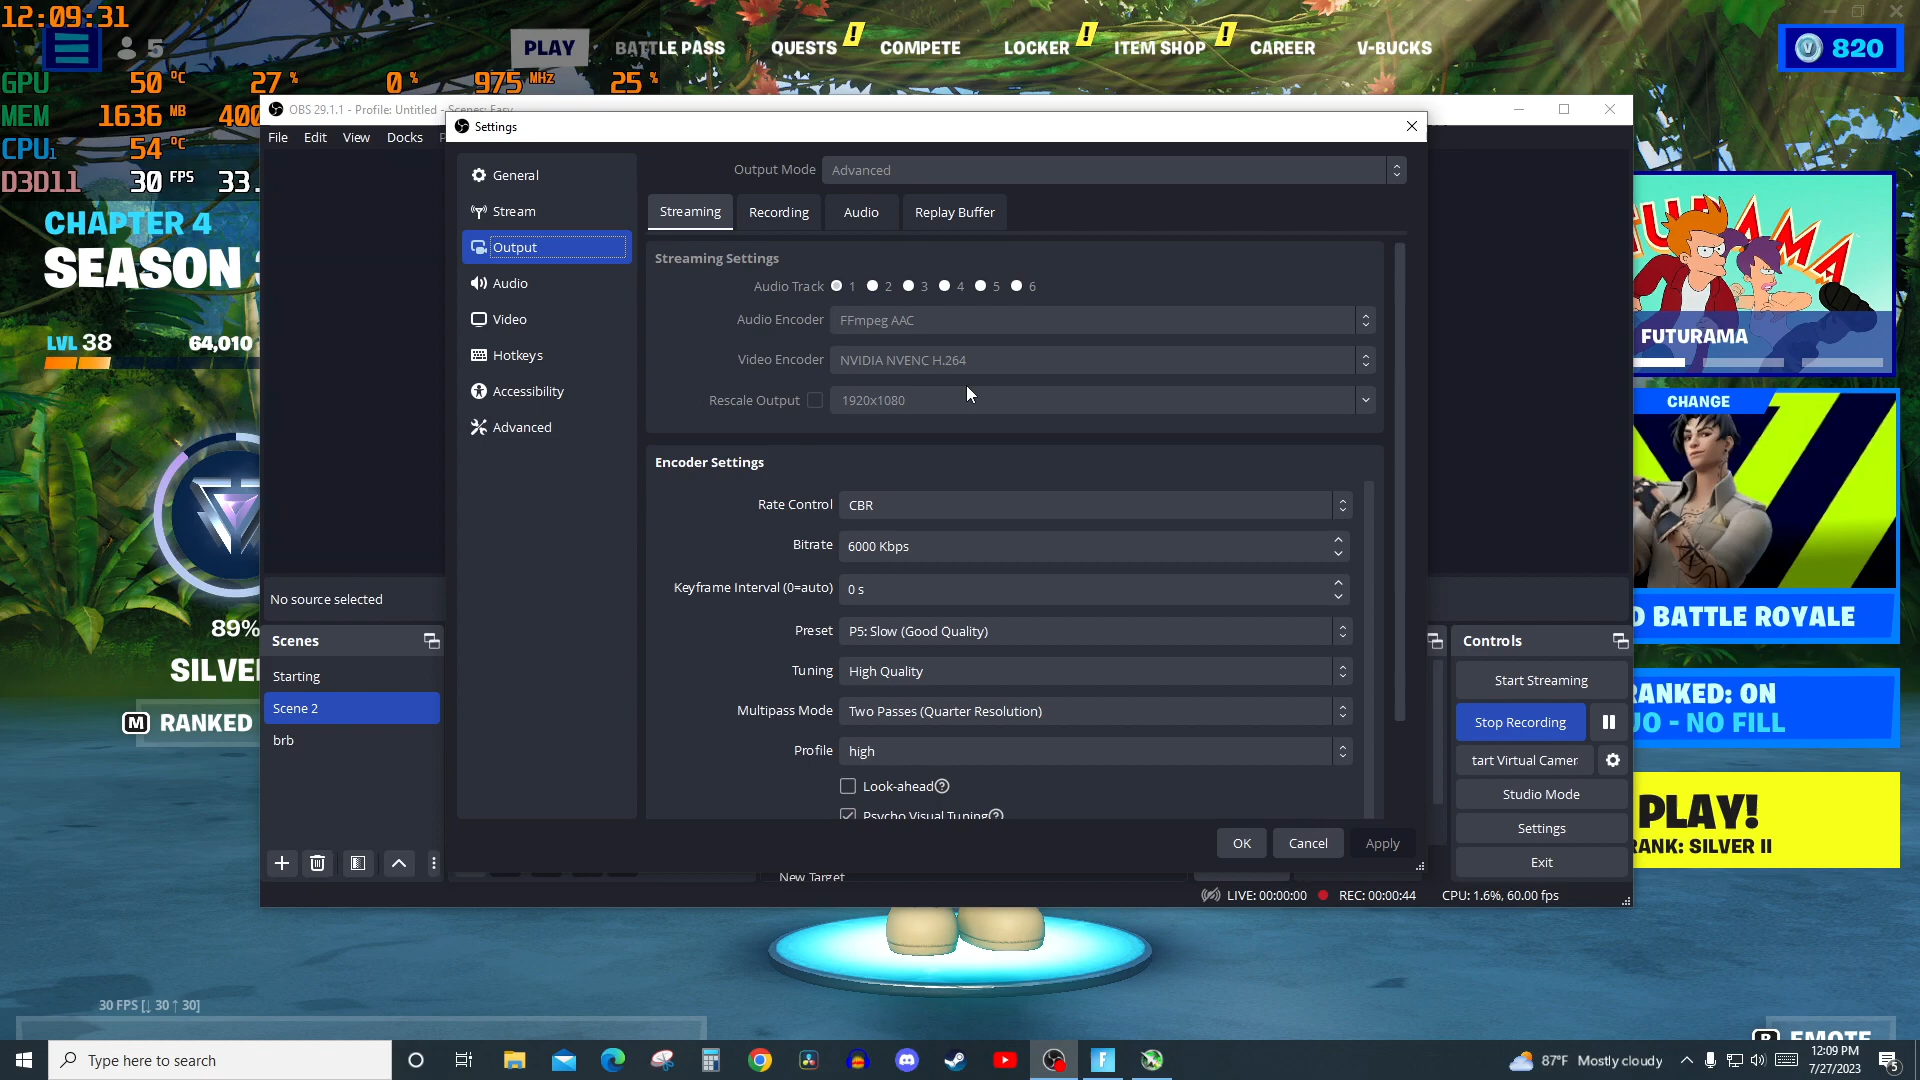 12:09:31
5
PLAY
BATTLE PASS
QUESTS
COMPETE
LOCKER
ITEM SHOP
CAREER
V-BUCKS
820
GPU 50 °C 27 % 0 % 975 MHz 25 %
MEM 1636 MB 400
CPU1 54 °C
D3D11 30 FPS 33.
OBS 29.1.1 - Profile: Untitled - Scenes: Easy
File Edit View Docks
Settings
General
Stream
Output
Audio
Video
Hotkeys
Accessibility
Advanced
Output Mode Advanced
Streaming Recording Audio Replay Buffer
Streaming Settings
Audio Track 1 2 3 4 5 6
Audio Encoder FFmpeg AAC
Video Encoder NVIDIA NVENC H.264
Rescale Output 1920x1080
Encoder Settings
Rate Control CBR
Bitrate 6000 Kbps
Keyframe Interval (0=auto) 0 s
Preset P5: Slow (Good Quality)
Tuning High Quality
Multipass Mode Two Passes (Quarter Resolution)
Profile high
Look-ahead
Psycho Visual Tuning
OK Cancel Apply
CHAPTER 4
SEASON
LVL 38 64,010
89%
SILVE
M RANKED
No source selected
Scenes
Starting
Scene 2
brb
New Target
Controls
Start Streaming
Stop Recording
tart Virtual Camer
Studio Mode
Settings
Exit
LIVE: 00:00:00 REC: 00:00:44 CPU: 1.6%, 60.00 fps
FUTURAMA
CHANGE
D BATTLE ROYALE
RANKED: ON
UO - NO FILL
PLAY!
RANK: SILVER II
30 FPS [↓ 30 ↑ 30]
EMOTE
Type here to search
87°F Mostly cloudy
12:09 PM
7/27/2023
5